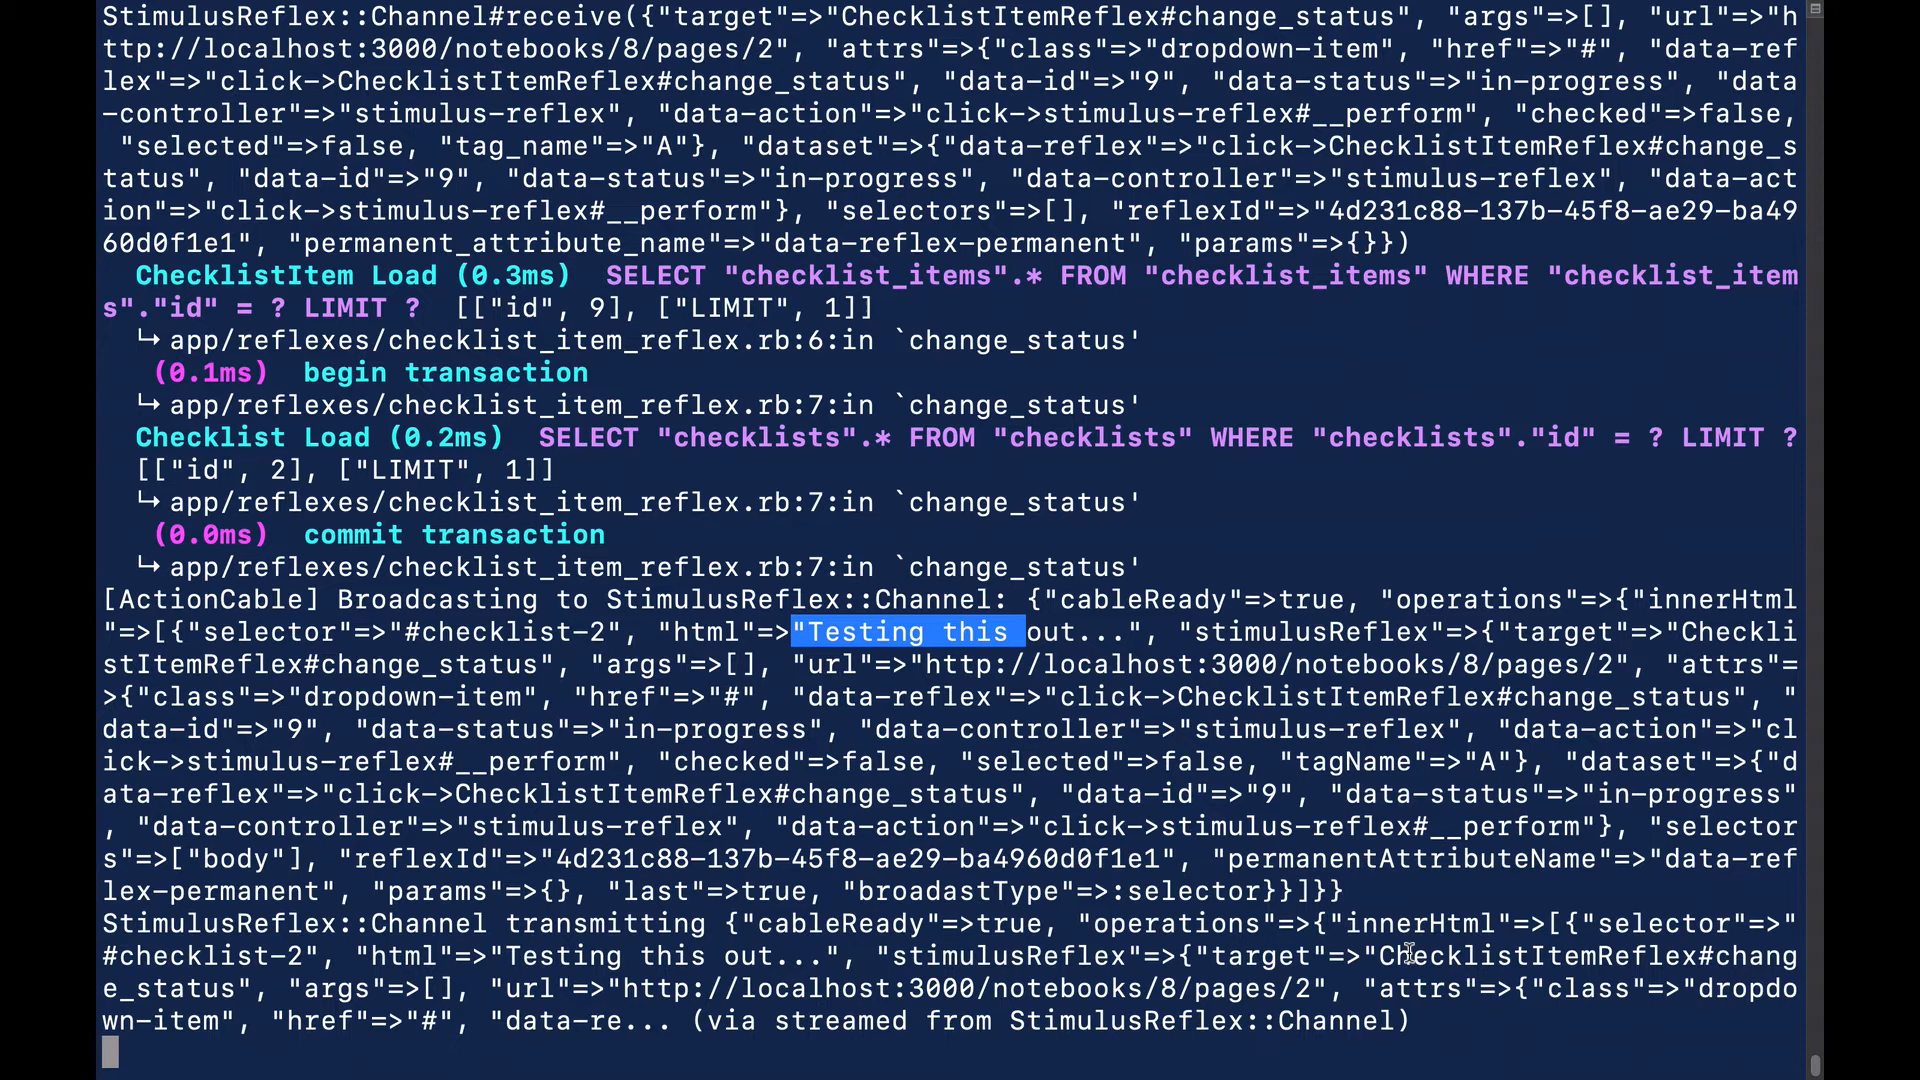 StimulusReflex::Channel#receive({"target"=>"ChecklistItemReflex#change_status", "args"=>[], "url"=>"h
ttp://localhost:3000/notebooks/8/pages/2", "attrs"=>{"class"=>"dropdown-item", "href"=>"#", "data-ref
lex"=>"click->ChecklistItemReflex#change_status", "data-id"=>"9", "data-status"=>"in-progress", "data
-controller"=>"stimulus-reflex", "data-action"=>"click->stimulus-reflex#__perform", "checked"=>false,
 "selected"=>false, "tag_name"=>"A"}, "dataset"=>{"data-reflex"=>"click->ChecklistItemReflex#change_s
tatus", "data-id"=>"9", "data-status"=>"in-progress", "data-controller"=>"stimulus-reflex", "data-act
ion"=>"click->stimulus-reflex#__perform"}, "selectors"=>[], "reflexId"=>"4d231c88-137b-45f8-ae29-ba49
60d0f1e1", "permanent_attribute_name"=>"data-reflex-permanent", "params"=>{}})
  ChecklistItem Load (0.3ms)  SELECT "checklist_items".* FROM "checklist_items" WHERE "checklist_item
s"."id" = ? LIMIT ?  [["id", 9], ["LIMIT", 1]]
  ↳ app/reflexes/checklist_item_reflex.rb:6:in `change_status'
   (0.1ms)  begin transaction
  ↳ app/reflexes/checklist_item_reflex.rb:7:in `change_status'
  Checklist Load (0.2ms)  SELECT "checklists".* FROM "checklists" WHERE "checklists"."id" = ? LIMIT ?
  [["id", 2], ["LIMIT", 1]]
  ↳ app/reflexes/checklist_item_reflex.rb:7:in `change_status'
   (0.0ms)  commit transaction
  ↳ app/reflexes/checklist_item_reflex.rb:7:in `change_status'
[ActionCable] Broadcasting to StimulusReflex::Channel: {"cableReady"=>true, "operations"=>{"innerHtml
"=>[{"selector"=>"#checklist-2", "html"=>"Testing this out...", "stimulusReflex"=>{"target"=>"Checkli
stItemReflex#change_status", "args"=>[], "url"=>"http://localhost:3000/notebooks/8/pages/2", "attrs"=
>{"class"=>"dropdown-item", "href"=>"#", "data-reflex"=>"click->ChecklistItemReflex#change_status", "
data-id"=>"9", "data-status"=>"in-progress", "data-controller"=>"stimulus-reflex", "data-action"=>"cl
ick->stimulus-reflex#__perform", "checked"=>false, "selected"=>false, "tagName"=>"A"}, "dataset"=>{"d
ata-reflex"=>"click->ChecklistItemReflex#change_status", "data-id"=>"9", "data-status"=>"in-progress"
, "data-controller"=>"stimulus-reflex", "data-action"=>"click->stimulus-reflex#__perform"}, "selector
s"=>["body"], "reflexId"=>"4d231c88-137b-45f8-ae29-ba4960d0f1e1", "permanentAttributeName"=>"data-ref
lex-permanent", "params"=>{}, "last"=>true, "broadastType"=>:selector}}]}}
StimulusReflex::Channel transmitting {"cableReady"=>true, "operations"=>{"innerHtml"=>[{"selector"=>"
#checklist-2", "html"=>"Testing this out...", "stimulusReflex"=>{"target"=>"ChecklistItemReflex#chang
e_status", "args"=>[], "url"=>"http://localhost:3000/notebooks/8/pages/2", "attrs"=>{"class"=>"dropdo
wn-item", "href"=>"#", "data-re... (via streamed from StimulusReflex::Channel)